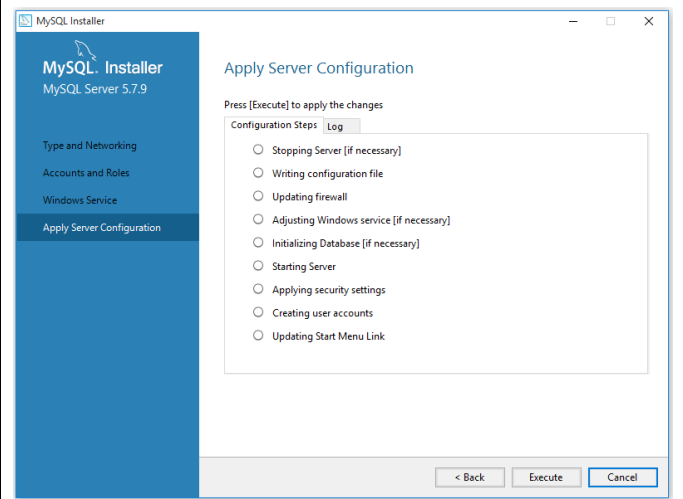 MySQL Installer
MySQL. Installer
MySQL Server 5.7.9
Type and Networking
Accounts and Roles
Windows Service
Apply Server Configuration
Apply Server Configuration
Press [Execute] to apply the changes
Configuration Steps Log
Stopping Server [if necessary]
Writing configuration file
Updating firewall
Adjusting Windows service [if necessary]
Initializing Database [if necessary]
Starting Server
Applying security settings
Creating user accounts
Updating Start Menu Link
< Back Execute Cancel